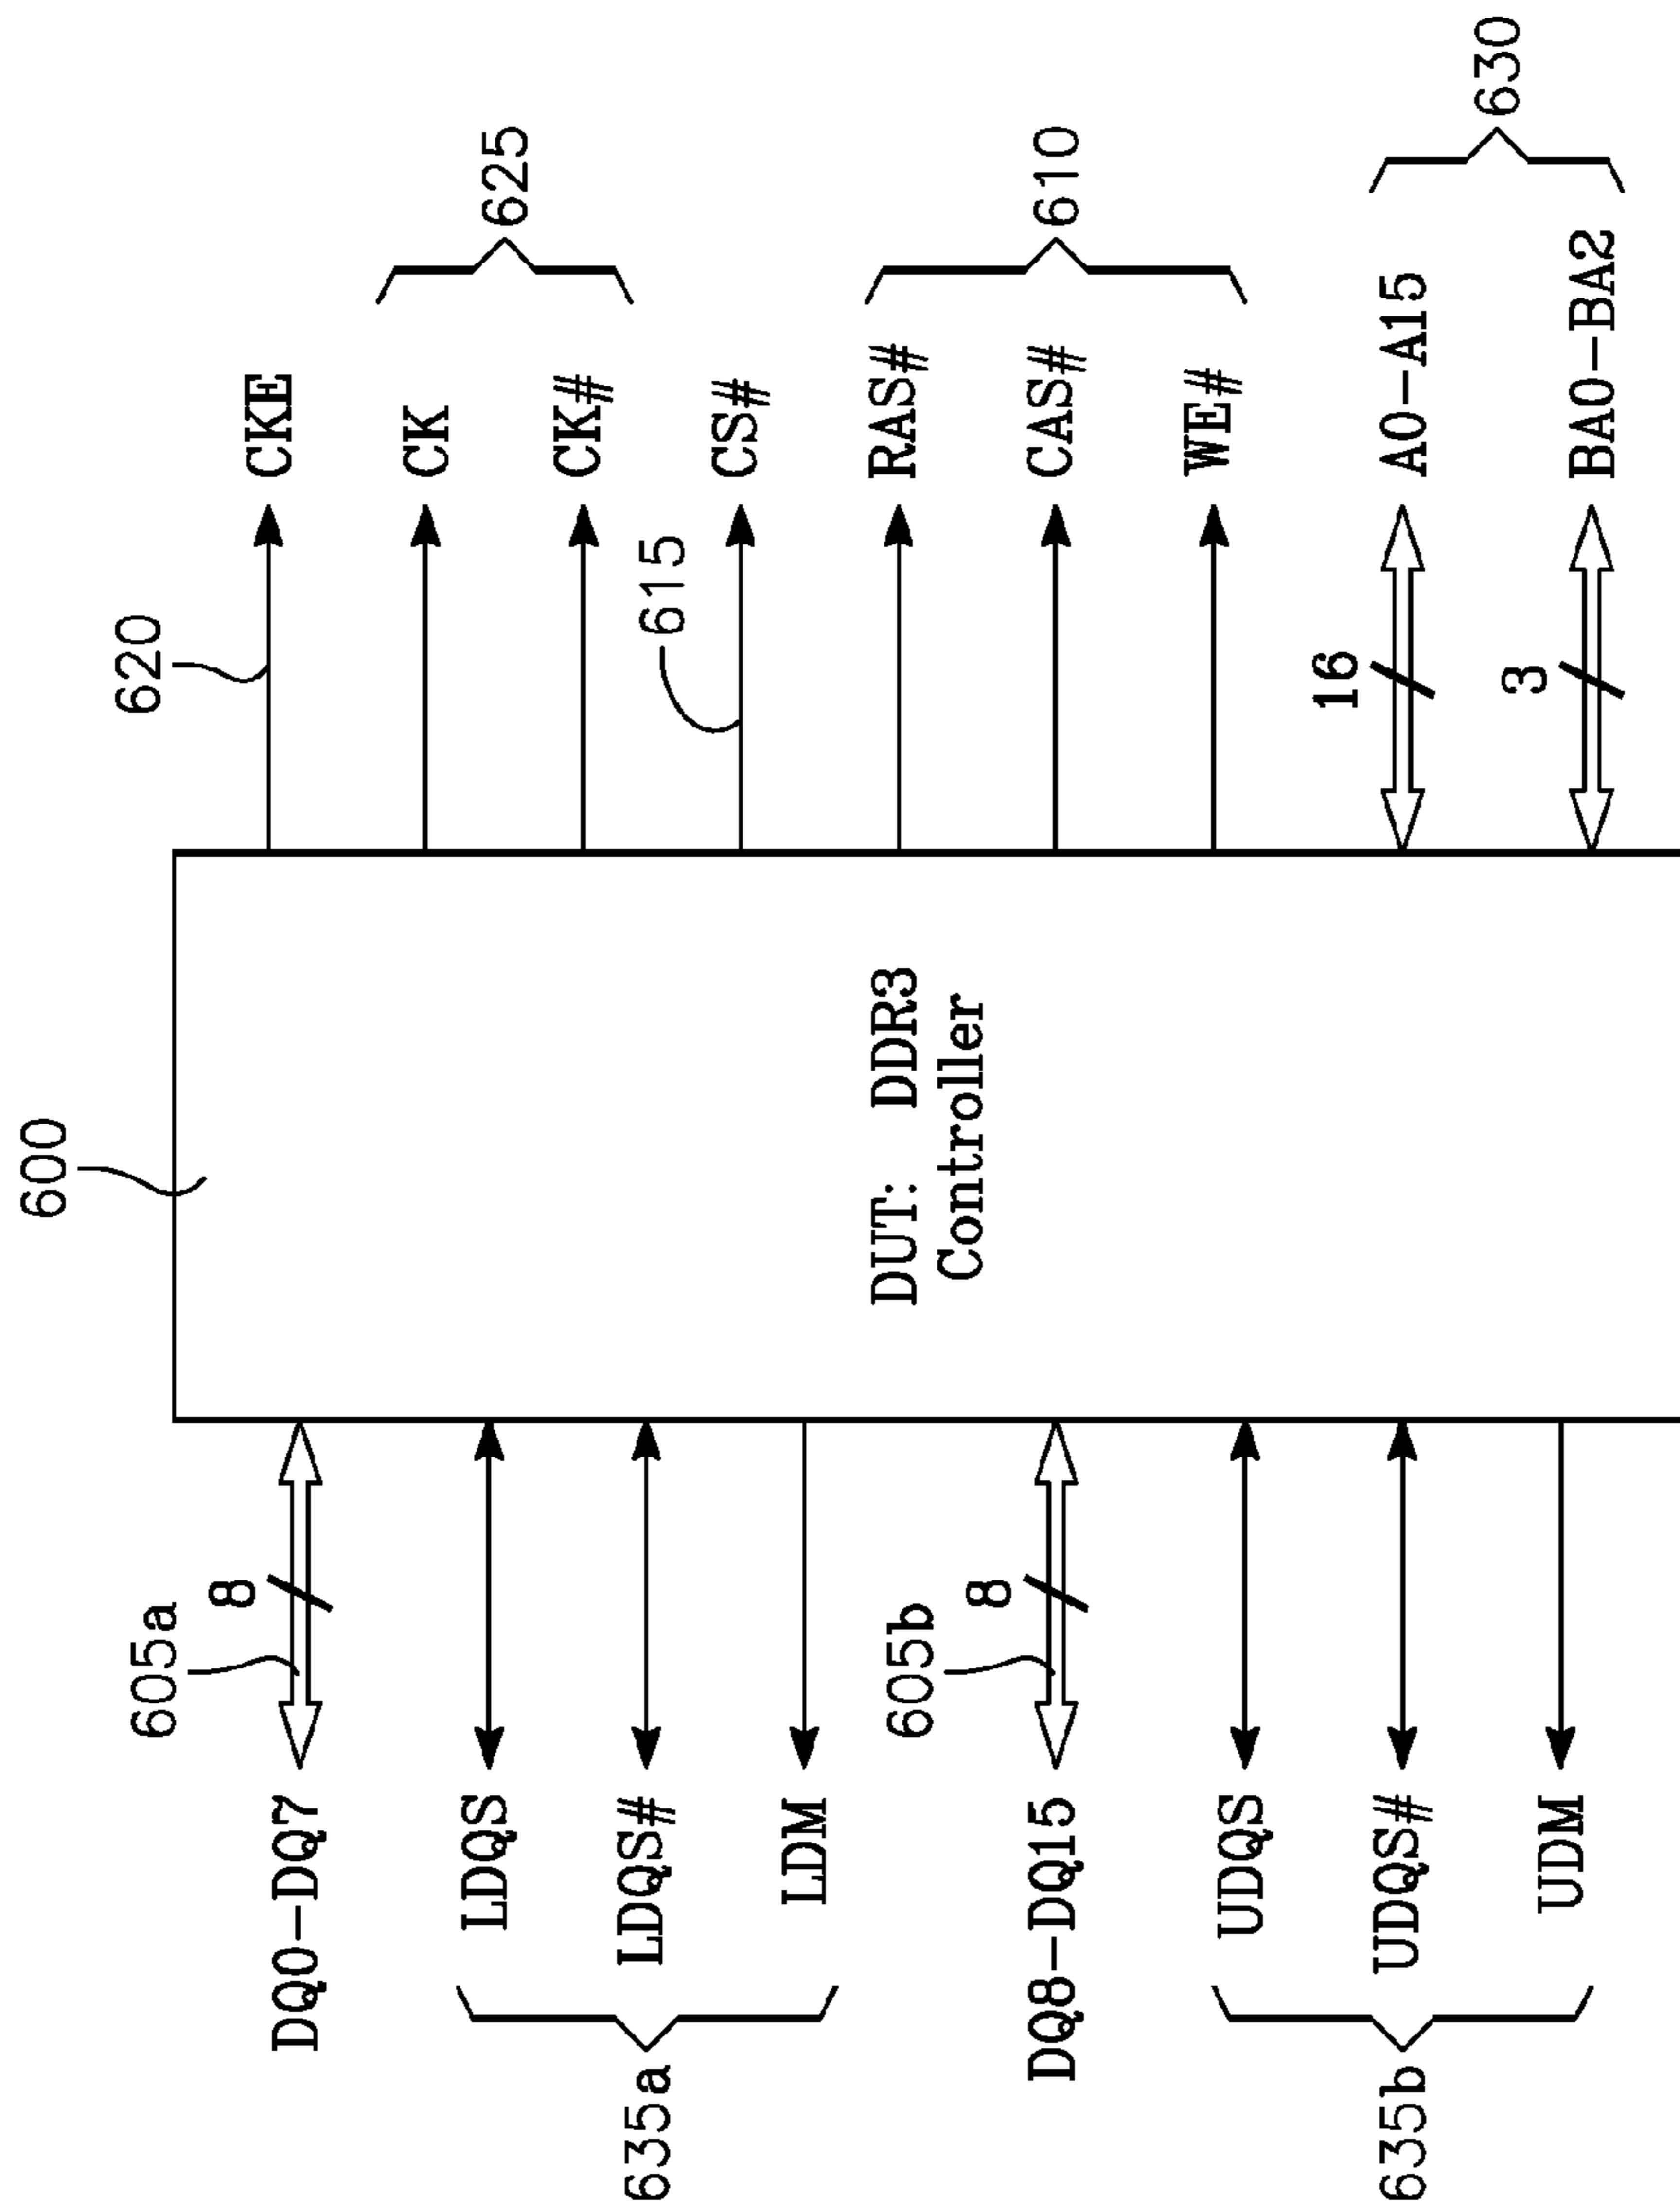 600
605a
8
DQ0-DQ7
LDQS
LDQS#
LDM
635a
605b
8
DQ8-DQ15
UDQS
UDQS#
UDM
635b
DUT: DDR3
Controller
620
CKE
CK
CK#
625
615
CS#
RAS#
CAS#
WE#
610
16
A0-A15
3
BA0-BA2
630